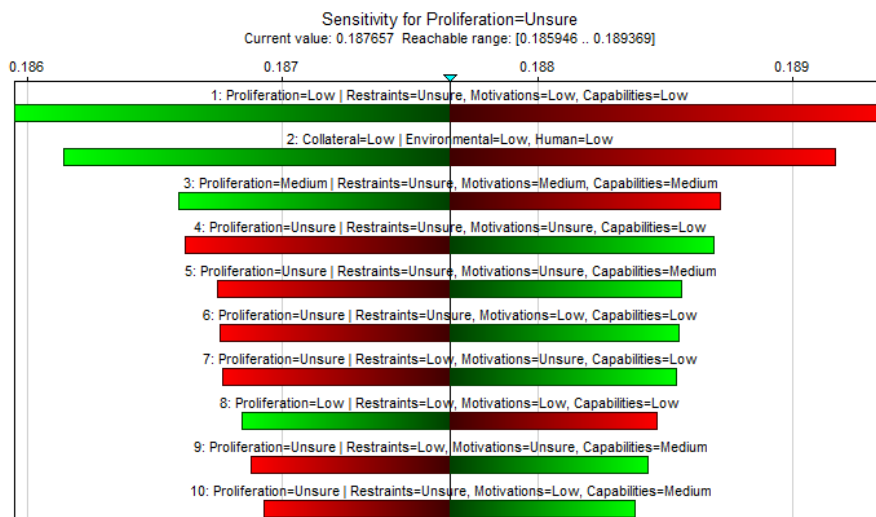 Sensitivity for Proliferation=Unsure
Current value: 0.187657 Reachable range: [0.185946 .. 0.189369]
0.186 0.187 0.188 0.189
1: Proliferation=Low | Restraints=Unsure, Motivations=Low, Capabilities=Low
2: Collateral=Low | Environmental=Low, Human=Low
3: Proliferation=Medium | Restraints=Unsure, Motivations=Medium, Capabilities=Medium
4: Proliferation=Unsure | Restraints=Unsure, Motivations=Unsure, Capabilities=Low
5: Proliferation=Unsure | Restraints=Unsure, Motivations=Unsure, Capabilities=Medium
6: Proliferation=Unsure | Restraints=Unsure, Motivations=Low, Capabilities=Low
7: Proliferation=Unsure | Restraints=Low, Motivations=Unsure, Capabilities=Low
8: Proliferation=Low | Restraints=Low, Motivations=Low, Capabilities=Low
9: Proliferation=Unsure | Restraints=Low, Motivations=Unsure, Capabilities=Medium
10: Proliferation=Unsure | Restraints=Unsure, Motivations=Low, Capabilities=Medium